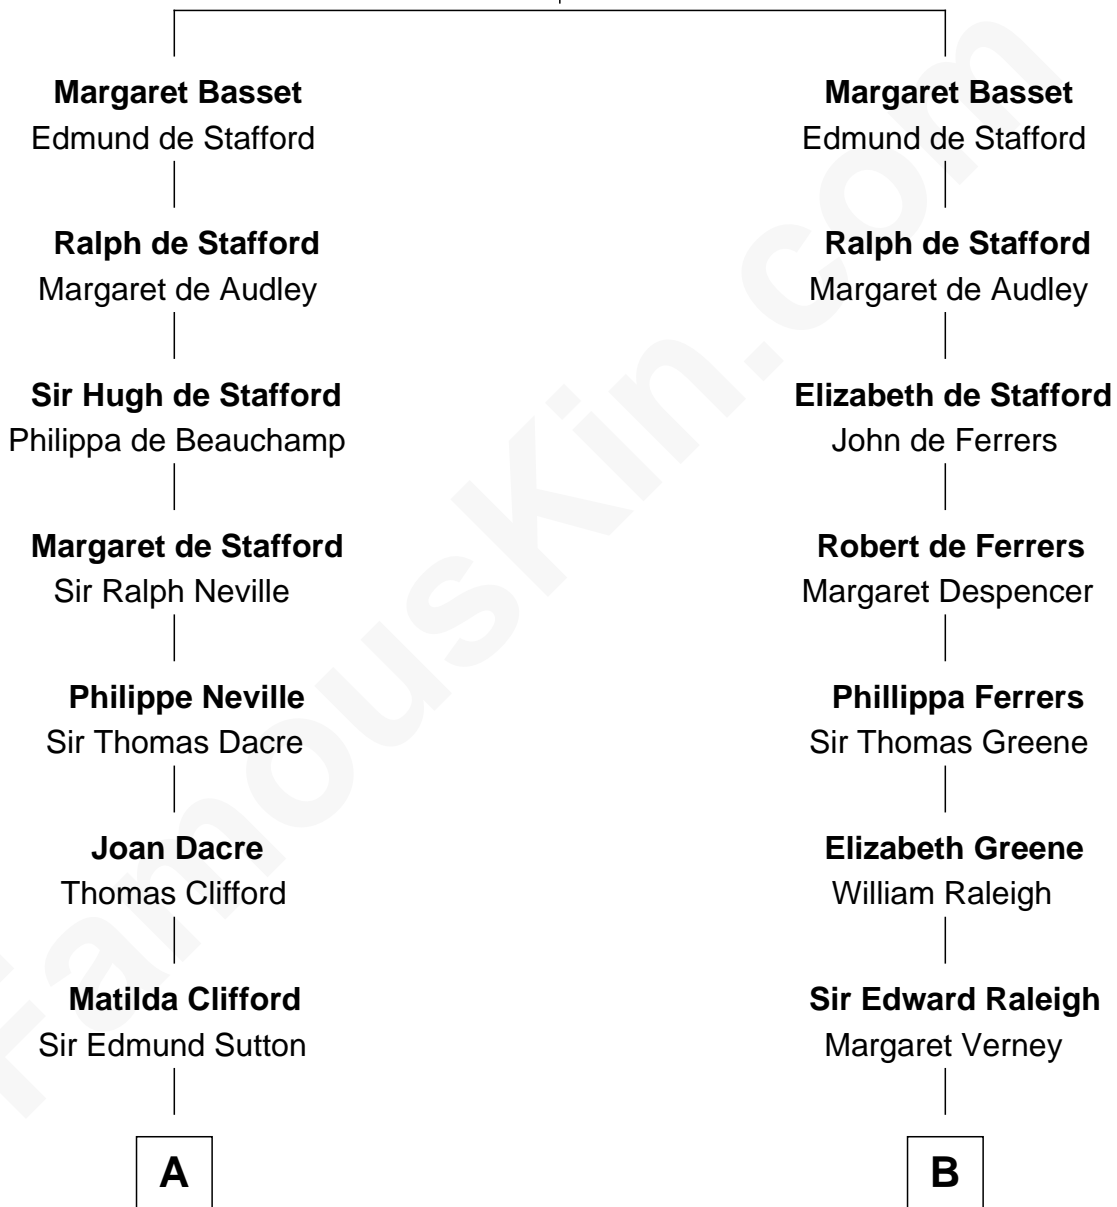 Margaret Basset
Edmund de Stafford
Ralph de Stafford
Margaret de Audley
Sir Hugh de Stafford
Philippa de Beauchamp
Margaret de Stafford
Sir Ralph Neville
Philippe Neville
Sir Thomas Dacre
Joan Dacre
Thomas Clifford
Matilda Clifford
Sir Edmund Sutton
A
Margaret Basset
Edmund de Stafford
Ralph de Stafford
Margaret de Audley
Elizabeth de Stafford
John de Ferrers
Robert de Ferrers
Margaret Despencer
Phillippa Ferrers
Sir Thomas Greene
Elizabeth Greene
William Raleigh
Sir Edward Raleigh
Margaret Verney
B
FamousKin.com